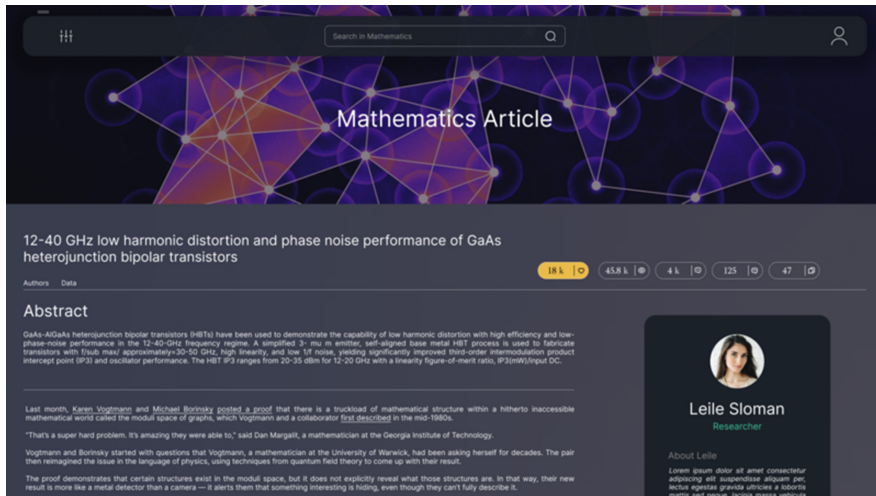 Search in Mathematics
Mathematics Article
12-40 GHz low harmonic distortion and phase noise performance of GaAs
heterojunction bipolar transistors
18 k
45.8 k
4 k
125
47
Authors Data
Abstract
GaAs-AlGaAs heterojunction bipolar transistors (HBTs) have been used to demonstrate the capability of low harmonic distortion with high efficiency and low-
phase-noise performance in the 12-40-GHz frequency regime. A simplified 3- mu m emitter, self-aligned base metal HBT process is used to fabricate
transistors with f/sub max/ approximately=30-50 GHz, high linearity, and low 1/f noise, yielding significantly improved third-order intermodulation product
intercept point (IP3) and oscillator performance. The HBT IP3 ranges from 20-35 dBm for 12-20 GHz with a linearity figure-of-merit ratio, IP3(mW)/input DC.
Last month, Karen Vogtmann and Michael Borinsky posted a proof that there is a truckload of mathematical structure within a hitherto inaccessible
mathematical world called the moduli space of graphs, which Vogtmann and a collaborator first described in the mid-1980s.
"That's a super hard problem. It's amazing they were able to," said Dan Margalit, a mathematician at the Georgia Institute of Technology.
Vogtmann and Borinsky started with questions that Vogtmann, a mathematician at the University of Warwick, had been asking herself for decades. The pair
then reimagined the issue in the language of physics, using techniques from quantum field theory to come up with their result.
The proof demonstrates that certain structures exist in the moduli space, but it does not explicitly reveal what those structures are. In that way, their new
result is more like a metal detector than a camera — it alerts them that something interesting is hiding, even though they can't fully describe it.
Leile Sloman
Researcher
About Leile
Lorem ipsum dolor sit amet consectetur
adipiscing elit suspendisse aliquam per,
lectus egestas gravida ultricies a lobortis
mattis sed neque, lacinia massa vehicula